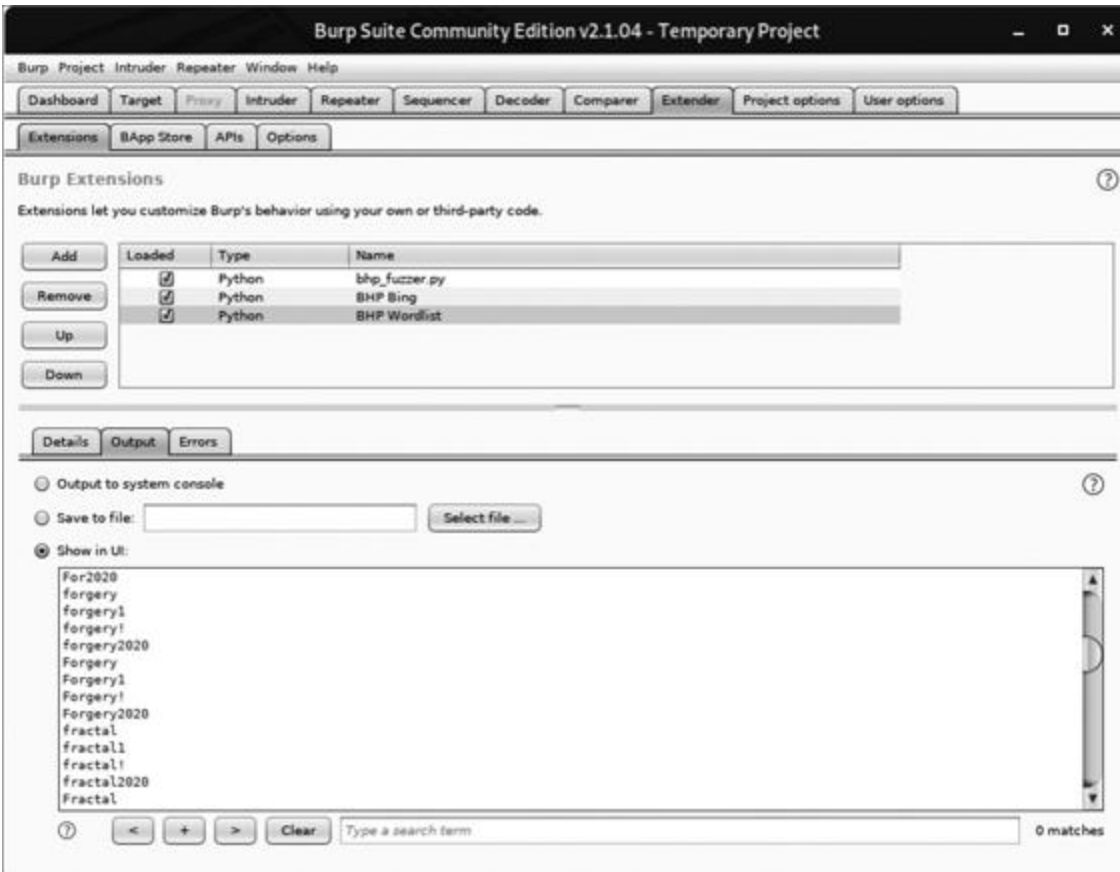 Burp Suite Community Edition v2.1.04 - Temporary Project
Burp Project Intruder Repeater Window Help
Dashboard Target Proxy Intruder Repeater Sequencer Decoder Comparer Extender Project options User options
Extensions BApp Store APIs Options
Burp Extensions
?
Extensions let you customize Burp's behavior using your own or third-party code.
Add
Remove
Up
Down
Loaded Type Name
Python bhp_fuzzer.py
Python BHP Bing
Python BHP Wordlist
Details Output Errors
Output to system console
?
Save to file: Select file ...
Show in UI:
For2020
forgery
forgery1
forgery!
forgery2020
Forgery
Forgery1
Forgery!
Forgery2020
fractal
fractal1
fractal!
fractal2020
Fractal
? < + > Clear Type a search term 0 matches